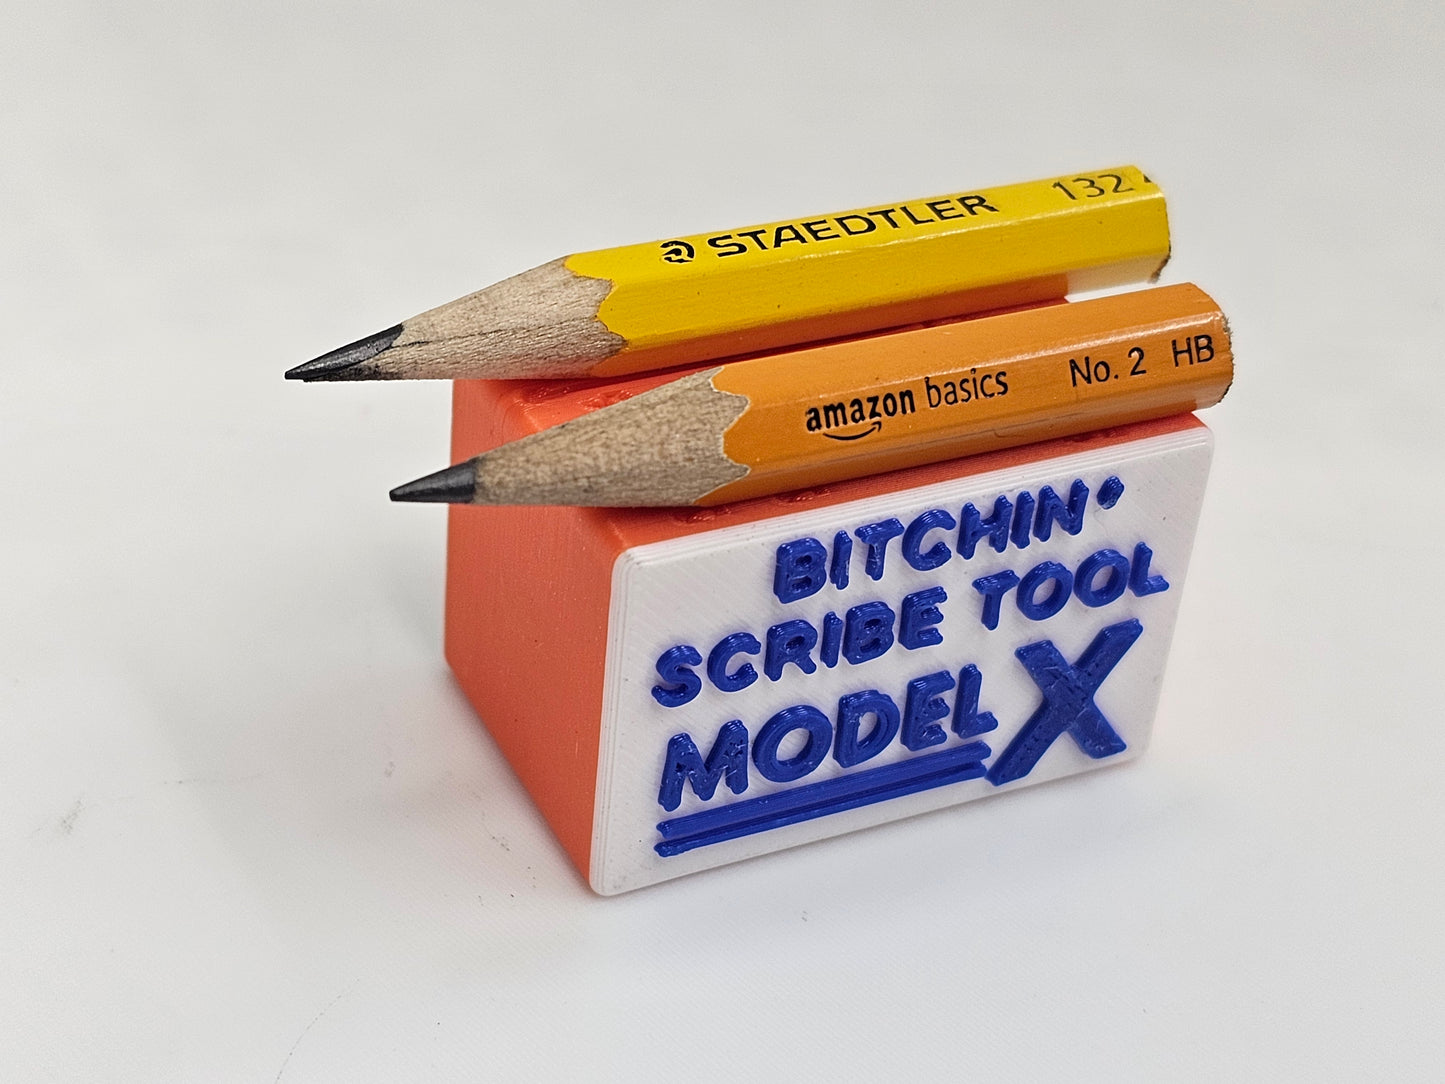 STAEDTLER 132
amazon basics No. 2 HB
BITCHIN'
SCRIBE TOOL
MODEL X